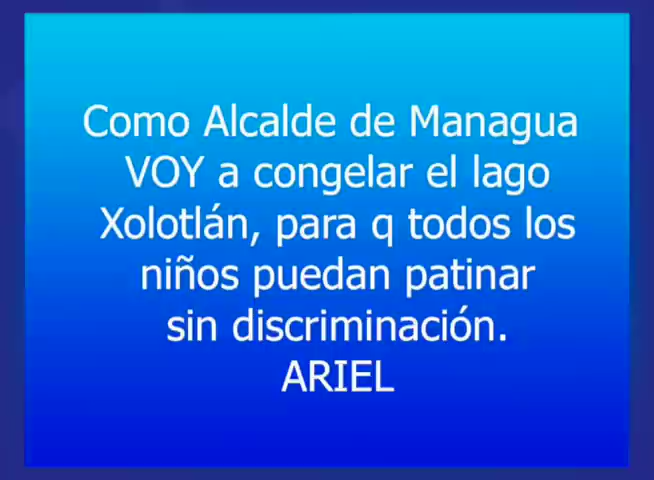 Como Alcalde de Managua
VOY a congelar el lago
Xolotlán, para q todos los
niños puedan patinar
sin discriminación.
ARIEL